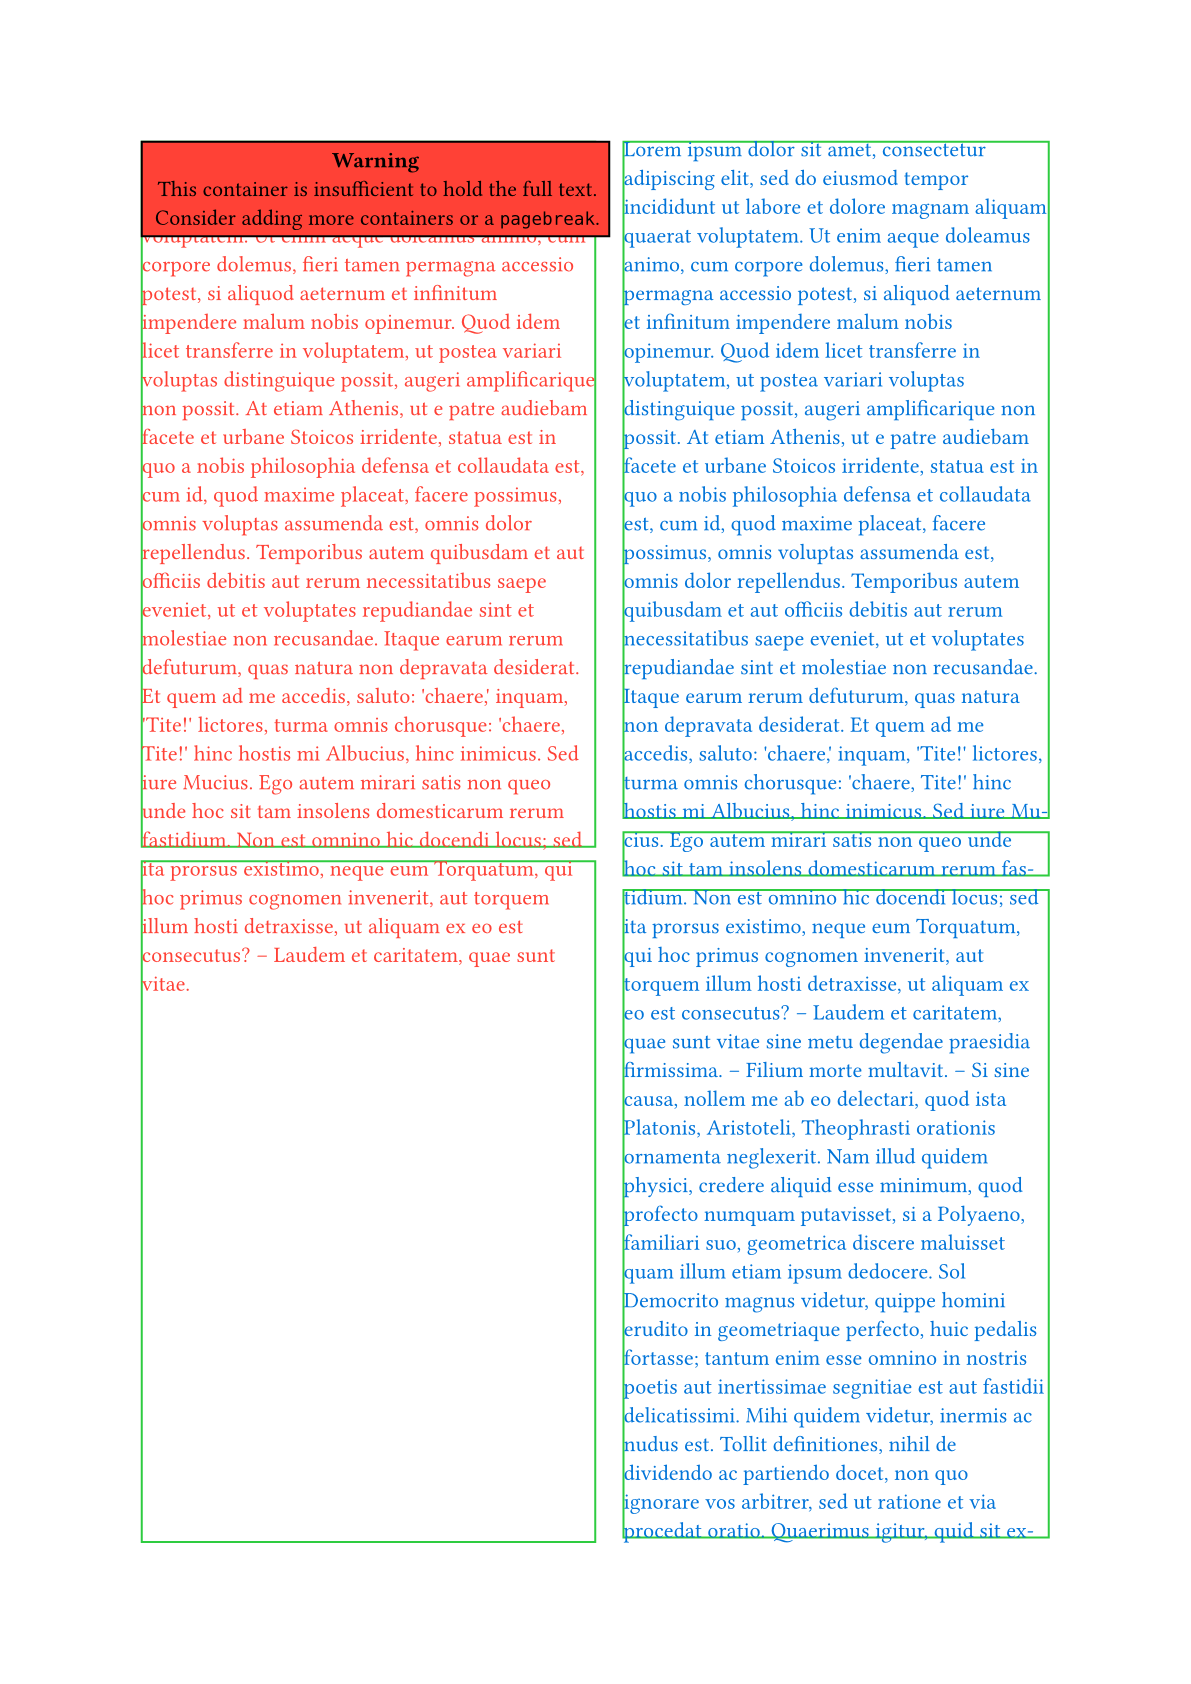 Warning
This container is insufficient to hold the full text.
Consider adding more containers or a pagebreak.
voluptatem. Ut enim aeque doleamus animo, cum
corpore dolemus, fieri tamen permagna accessio
potest, si aliquod aeternum et infinitum
impendere malum nobis opinemur. Quod idem
licet transferre in voluptatem, ut postea variari
voluptas distinguique possit, augeri amplificarique
non possit. At etiam Athenis, ut e patre audiebam
facete et urbane Stoicos irridente, statua est in
quo a nobis philosophia defensa et collaudata est,
cum id, quod maxime placeat, facere possimus,
omnis voluptas assumenda est, omnis dolor
repellendus. Temporibus autem quibusdam et aut
officiis debitis aut rerum necessitatibus saepe
eveniet, ut et voluptates repudiandae sint et
molestiae non recusandae. Itaque earum rerum
defuturum, quas natura non depravata desiderat.
Et quem ad me accedis, saluto: 'chaere,' inquam,
'Tite!' lictores, turma omnis chorusque: 'chaere,
Tite!' hinc hostis mi Albucius, hinc inimicus. Sed
iure Mucius. Ego autem mirari satis non queo
unde hoc sit tam insolens domesticarum rerum
fastidium. Non est omnino hic docendi locus; sed
ita prorsus existimo, neque eum Torquatum, qui
hoc primus cognomen invenerit, aut torquem
illum hosti detraxisse, ut aliquam ex eo est
consecutus? – Laudem et caritatem, quae sunt
vitae.
Lorem ipsum dolor sit amet, consectetur
adipiscing elit, sed do eiusmod tempor
incididunt ut labore et dolore magnam aliquam
quaerat voluptatem. Ut enim aeque doleamus
animo, cum corpore dolemus, fieri tamen
permagna accessio potest, si aliquod aeternum
et infinitum impendere malum nobis
opinemur. Quod idem licet transferre in
voluptatem, ut postea variari voluptas
distinguique possit, augeri amplificarique non
possit. At etiam Athenis, ut e patre audiebam
facete et urbane Stoicos irridente, statua est in
quo a nobis philosophia defensa et collaudata
est, cum id, quod maxime placeat, facere
possimus, omnis voluptas assumenda est,
omnis dolor repellendus. Temporibus autem
quibusdam et aut officiis debitis aut rerum
necessitatibus saepe eveniet, ut et voluptates
repudiandae sint et molestiae non recusandae.
Itaque earum rerum defuturum, quas natura
non depravata desiderat. Et quem ad me
accedis, saluto: 'chaere,' inquam, 'Tite!' lictores,
turma omnis chorusque: 'chaere, Tite!' hinc
hostis mi Albucius, hinc inimicus. Sed iure Mu-
cius. Ego autem mirari satis non queo unde
hoc sit tam insolens domesticarum rerum fas-
tidium. Non est omnino hic docendi locus; sed
ita prorsus existimo, neque eum Torquatum,
qui hoc primus cognomen invenerit, aut
torquem illum hosti detraxisse, ut aliquam ex
eo est consecutus? – Laudem et caritatem,
quae sunt vitae sine metu degendae praesidia
firmissima. – Filium morte multavit. – Si sine
causa, nollem me ab eo delectari, quod ista
Platonis, Aristoteli, Theophrasti orationis
ornamenta neglexerit. Nam illud quidem
physici, credere aliquid esse minimum, quod
profecto numquam putavisset, si a Polyaeno,
familiari suo, geometrica discere maluisset
quam illum etiam ipsum dedocere. Sol
Democrito magnus videtur, quippe homini
erudito in geometriaque perfecto, huic pedalis
fortasse; tantum enim esse omnino in nostris
poetis aut inertissimae segnitiae est aut fastidii
delicatissimi. Mihi quidem videtur, inermis ac
nudus est. Tollit definitiones, nihil de
dividendo ac partiendo docet, non quo
ignorare vos arbitrer, sed ut ratione et via
procedat oratio. Quaerimus igitur, quid sit ex-